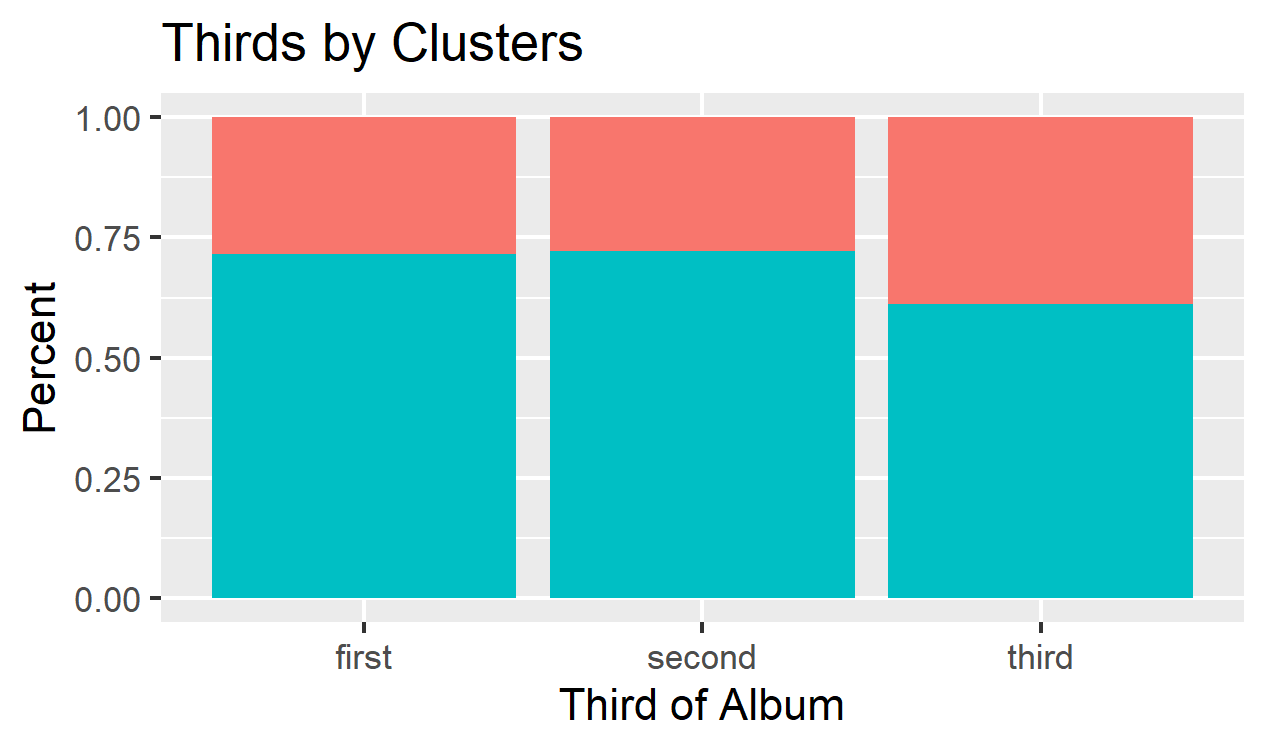 Thirds by Clusters
1.00
0.75
0.50
0.25
0.00
Percent
first second third
Third of Album